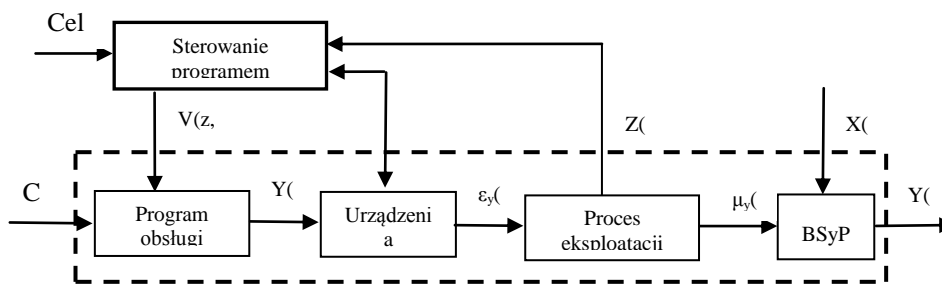 Cel
Sterowanie
programem
V(z,
Z(
X(
C
Program
obsługi
Y(
Urządzeni
a
εy(
Proces
eksploatacji
μy(
BSyP
Y(